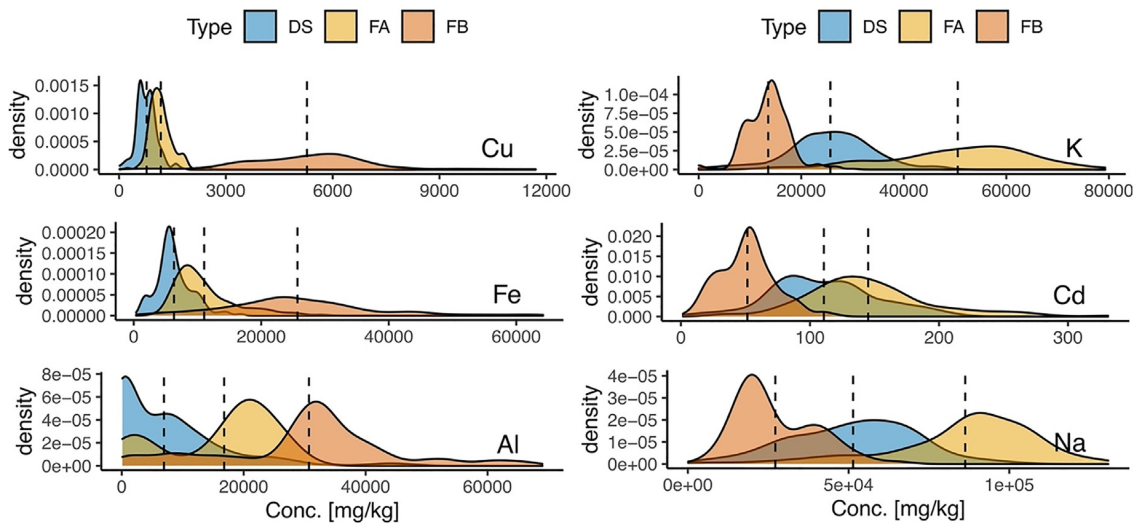 Type DS FA FB
density
0.0015
0.0010
0.0005
0.0000
Cu
0 3000 6000 9000 12000
density
0.00020
0.00015
0.00010
0.00005
0.00000
Fe
0 20000 40000 60000
density
8e−05
6e−05
4e−05
2e−05
0e+00
Al
0 20000 40000 60000
Conc. [mg/kg]
Type DS FA FB
density
1.0e−04
7.5e−05
5.0e−05
2.5e−05
0.0e+00
K
0 20000 40000 60000 80000
density
0.020
0.015
0.010
0.005
0.000
Cd
0 100 200 300
density
4e−05
3e−05
2e−05
1e−05
0e+00
Na
0e+00 5e+04 1e+05
Conc. [mg/kg]